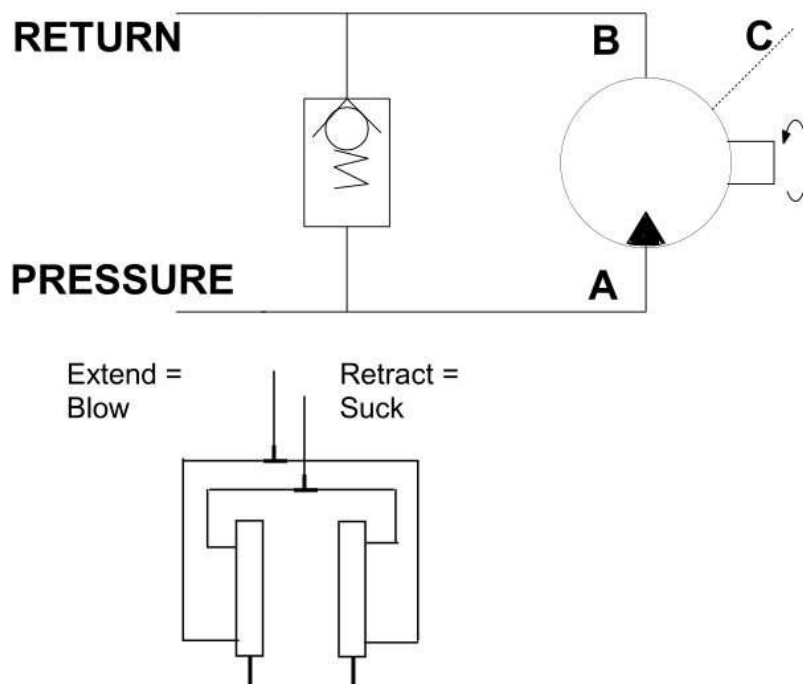 RETURN
B
C
PRESSURE
A
Extend =
Blow
Retract =
Suck